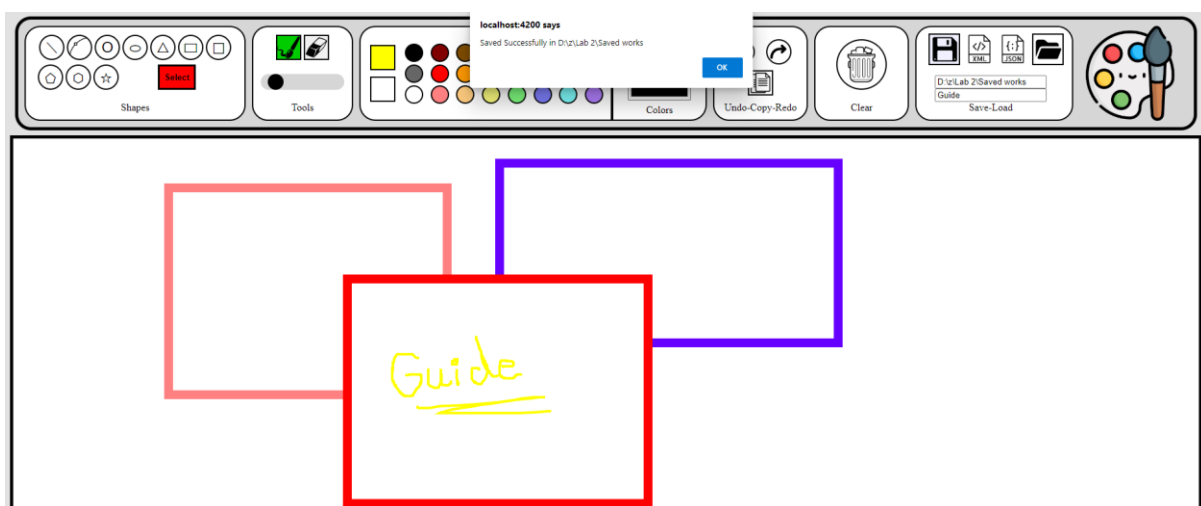 localhost:4200 says
Saved Successfully in D:\z\Lab 2\Saved works
OK
Select
XML
{;}
JSON
D:\z\Lab 2\Saved works
Guide
Shapes
Tools
Colors
Undo-Copy-Redo
Clear
Save-Load
Guide